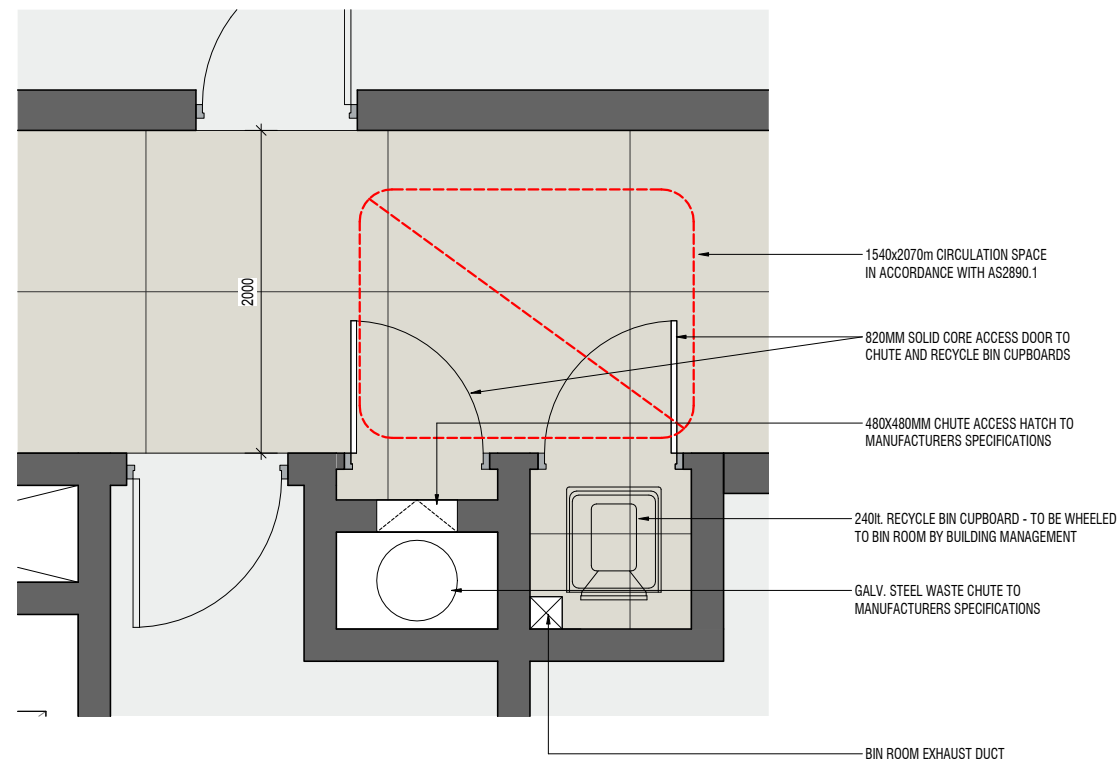 2000
1540x2070m CIRCULATION SPACE
IN ACCORDANCE WITH AS2890.1
820MM SOLID CORE ACCESS DOOR TO
CHUTE AND RECYCLE BIN CUPBOARDS
480X480MM CHUTE ACCESS HATCH TO
MANUFACTURERS SPECIFICATIONS
240lt. RECYCLE BIN CUPBOARD - TO BE WHEELED
TO BIN ROOM BY BUILDING MANAGEMENT
GALV. STEEL WASTE CHUTE TO
MANUFACTURERS SPECIFICATIONS
BIN ROOM EXHAUST DUCT